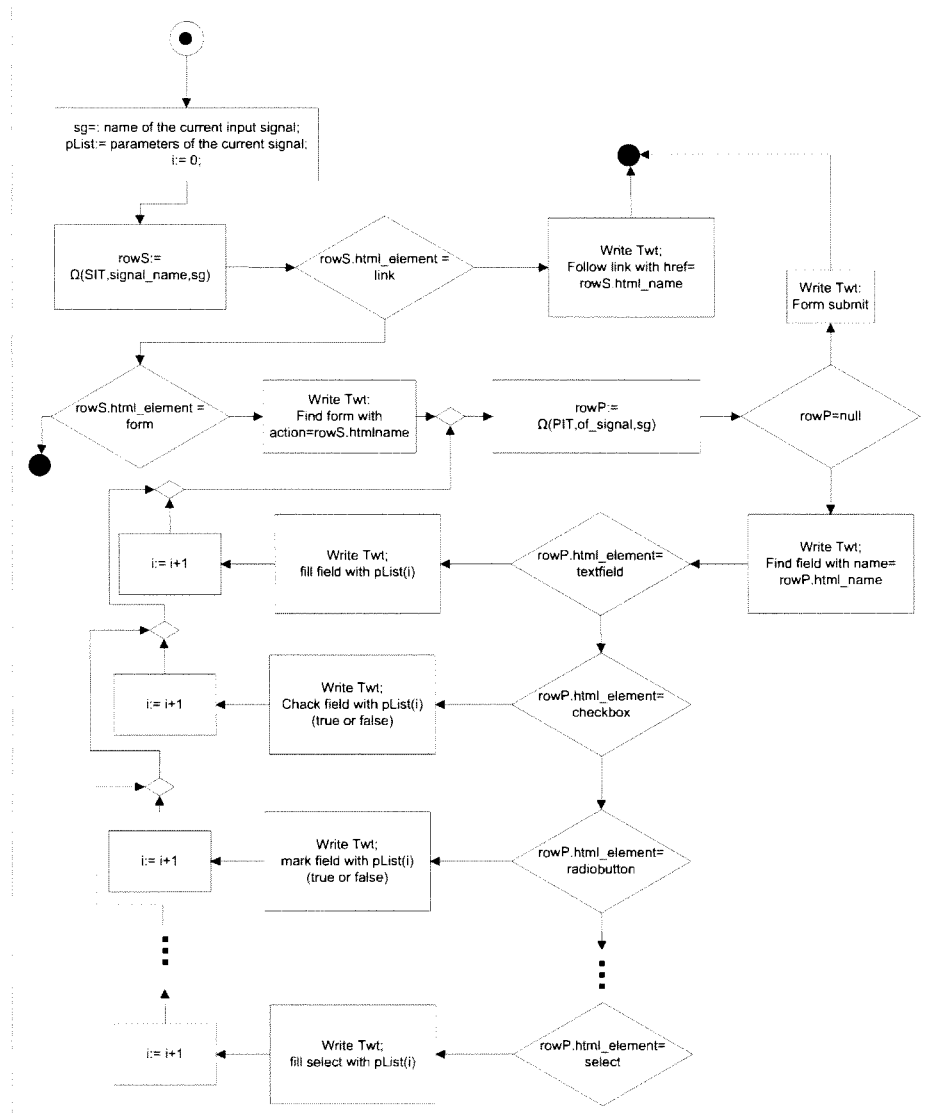 sg=: name of the current input signal;
pList:= parameters of the current signal;
i:= 0;
rowS:=
Ω(SIT,signal_name,sg)
rowS.html_element =
link
Write Twt;
Follow link with href=
rowS.html_name
Write Twt:
Form submit
rowS.html_element =
form
Write Twt:
Find form with
action=rowS.htmlname
rowP:=
Ω(PIT,of_signal,sg)
rowP=null
i:= i+1
Write Twt;
fill field with pList(i)
rowP.html_element=
textfield
Write Twt;
Find field with name=
rowP.html_name
i:= i+1
Write Twt;
Chack field with pList(i)
(true or false)
rowP.html_element=
checkbox
i:= i+1
Write Twt;
mark field with pList(i)
(true or false)
rowP.html_element=
radiobutton
i:= i+1
Write Twt;
fill select with pList(i)
rowP.html_element=
select